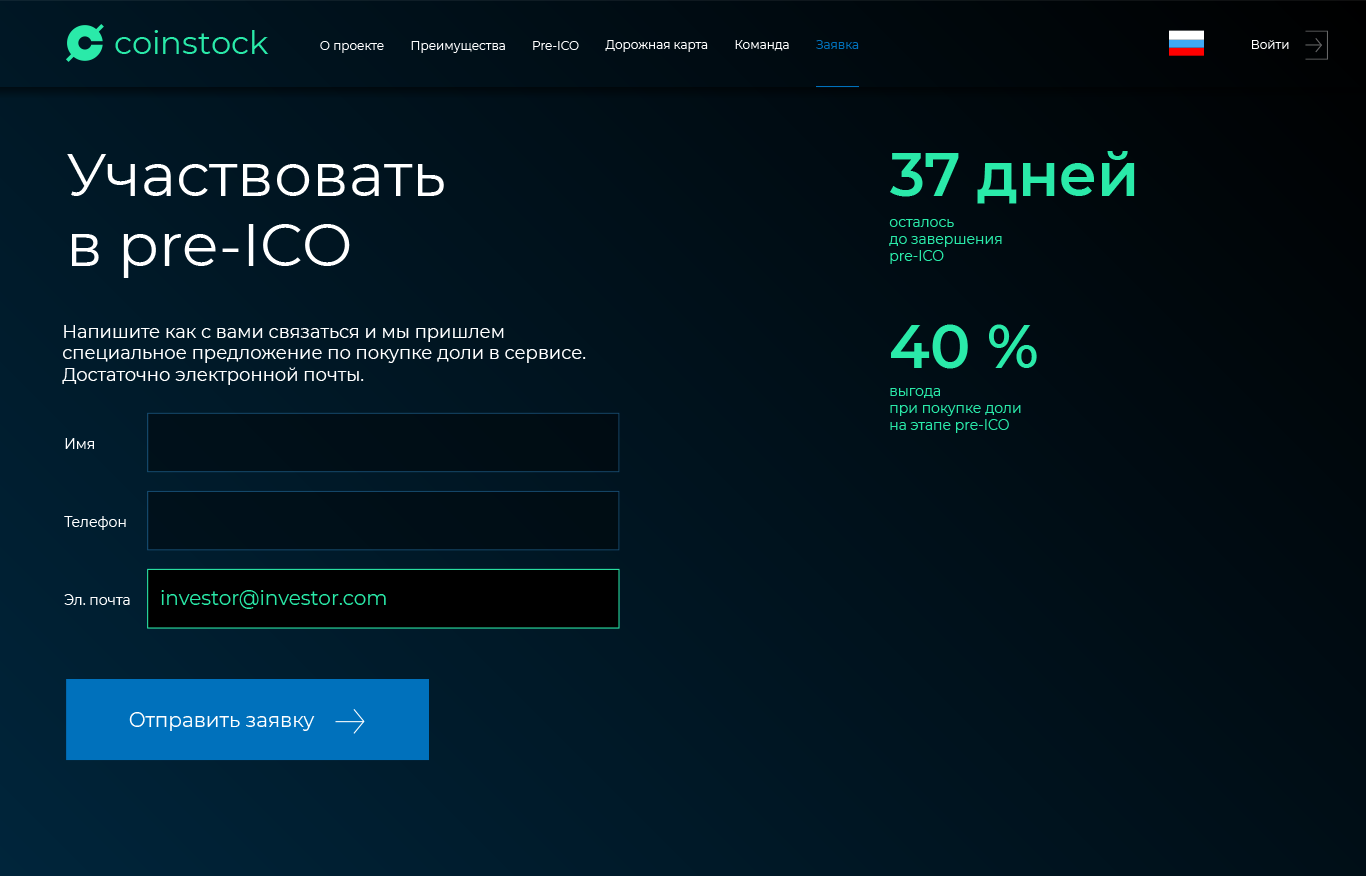 coinstock
О проекте
Преимущества
Pre-ICO
Дорожная карта
Команда
Заявка
Войти
Участвовать
в pre-ICO
37 дней
осталось
до завершения
pre-ICO
40 %
выгода
при покупке доли
на этапе pre-ICO
Напишите как с вами связаться и мы пришлем
специальное предложение по покупке доли в сервисе.
Достаточно электронной почты.
Имя
Телефон
Эл. почта
investor@investor.com
Отправить заявку